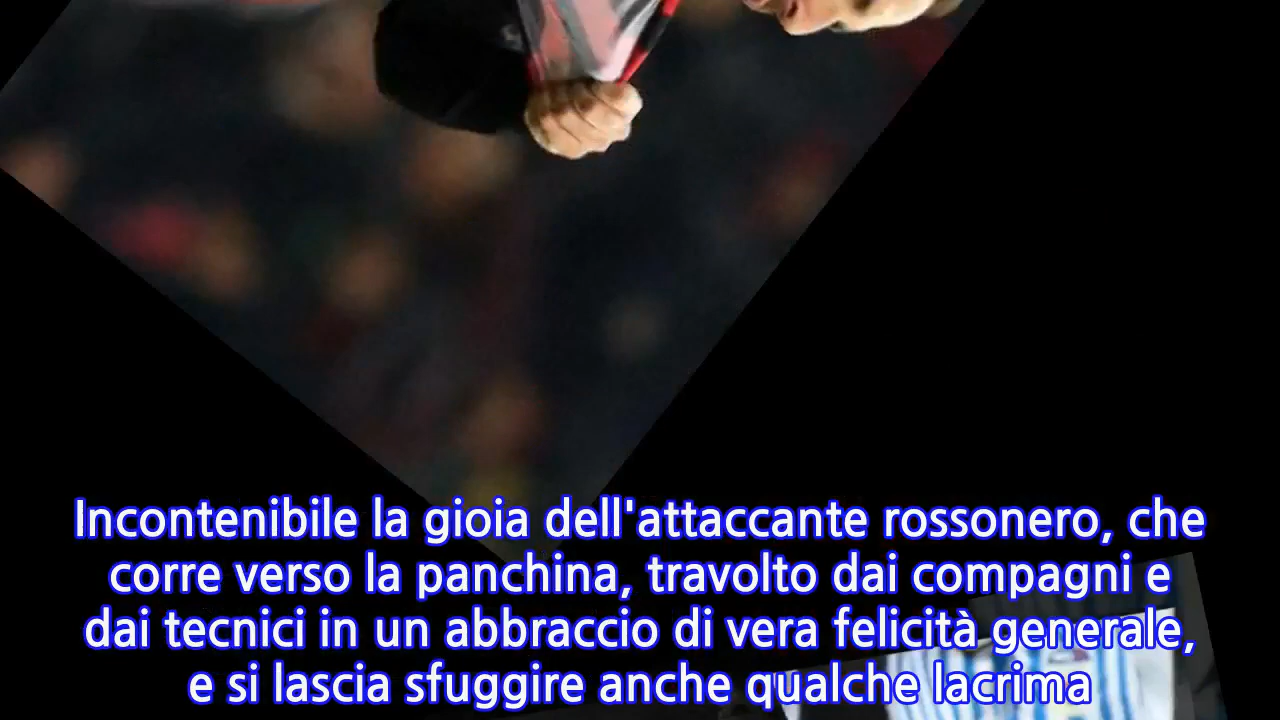 Incontenibile la gioia dell'attaccante rossonero, che
corre verso la panchina, travolto dai compagni e
dai tecnici in un abbraccio di vera felicità generale,
e si lascia sfuggire anche qualche lacrima